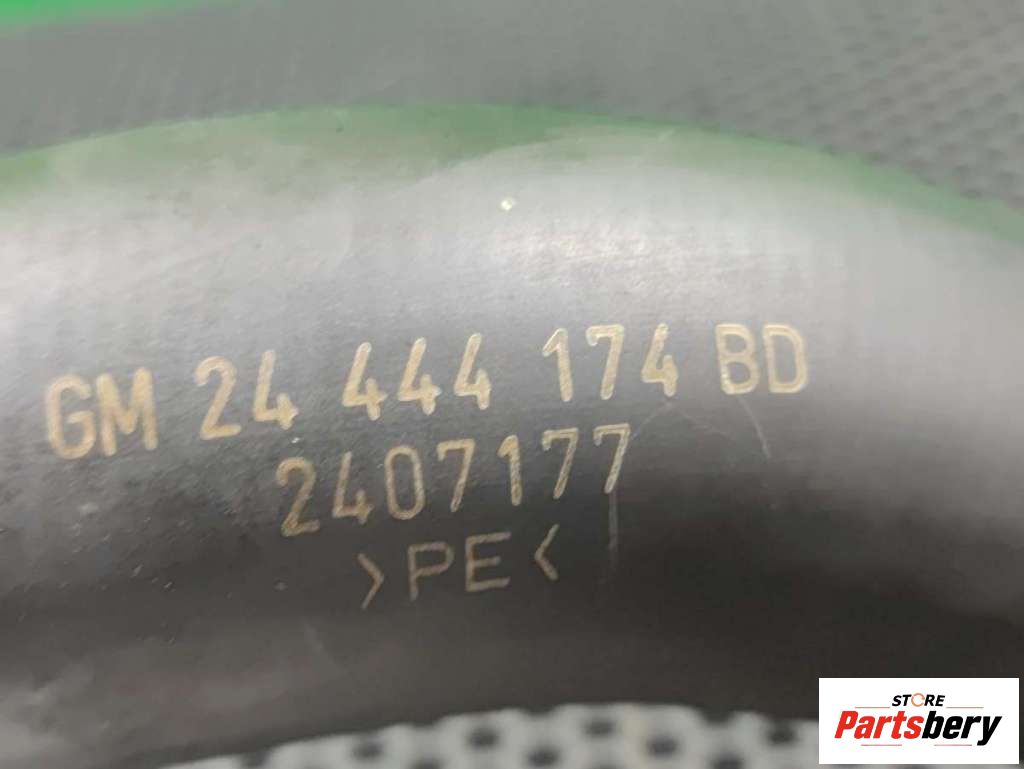 GM 24 444 174 BD
2407177
>PE<
STORE
Partsbery